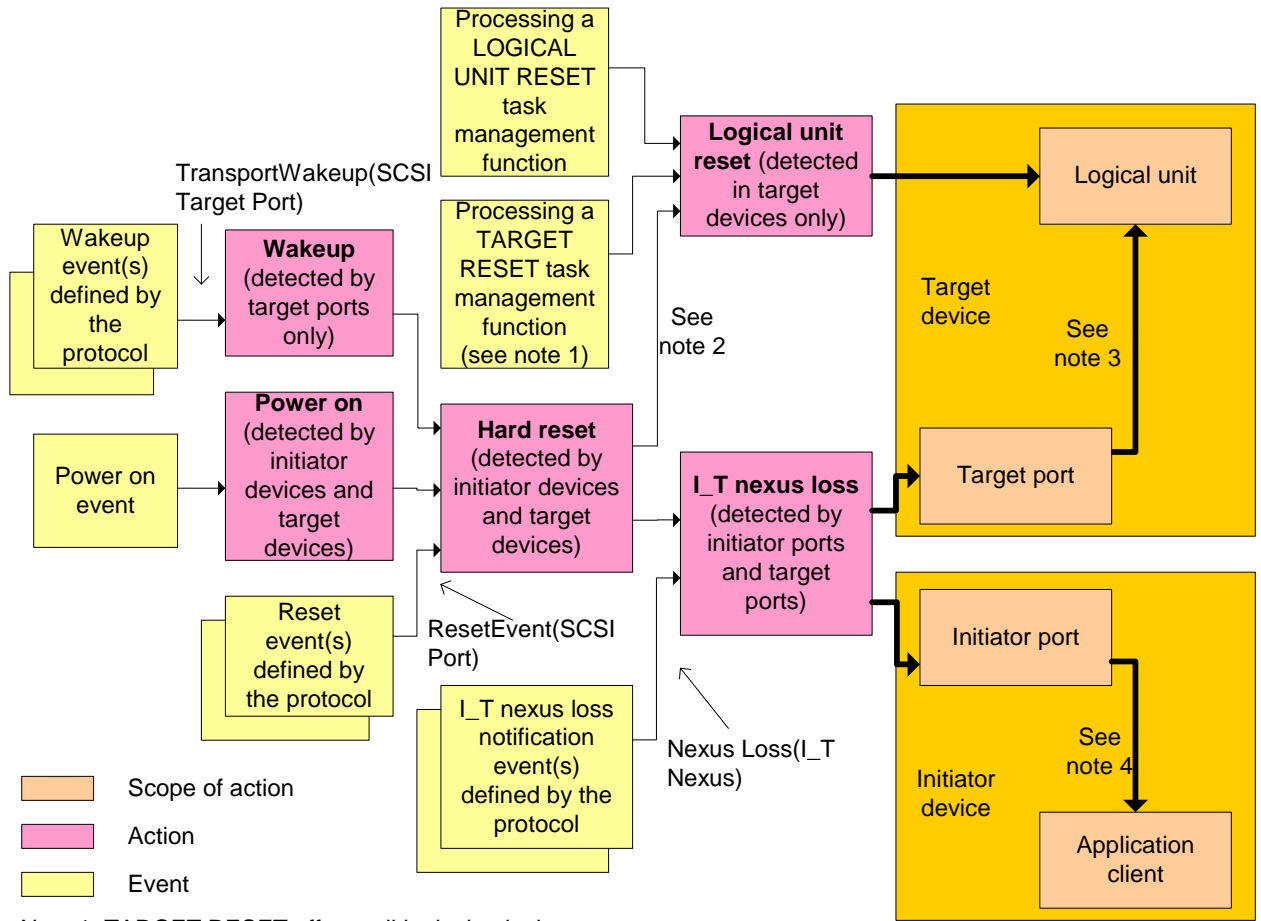 Processing a
LOGICAL
UNIT RESET
task
management
function
TransportWakeup(SCSI
Target Port)
Wakeup
event(s)
defined by
the
protocol
Wakeup
(detected by
target ports
only)
Processing a
TARGET
RESET task
management
function
(see note 1)
Logical unit
reset (detected
in target
devices only)
Logical unit
Target
device
See
note 3
See
note 2
Power on
event
Power on
(detected by
initiator
devices and
target
devices)
Hard reset
(detected by
initiator devices
and target
devices)
I_T nexus loss
(detected by
initiator ports
and target
ports)
Target port
Reset
event(s)
defined by
the protocol
ResetEvent(SCSI
Port)
I_T nexus loss
notification
event(s)
defined by the
protocol
Nexus Loss(I_T
Nexus)
Initiator port
See
note 4
Initiator
device
Application
client
Scope of action
Action
Event